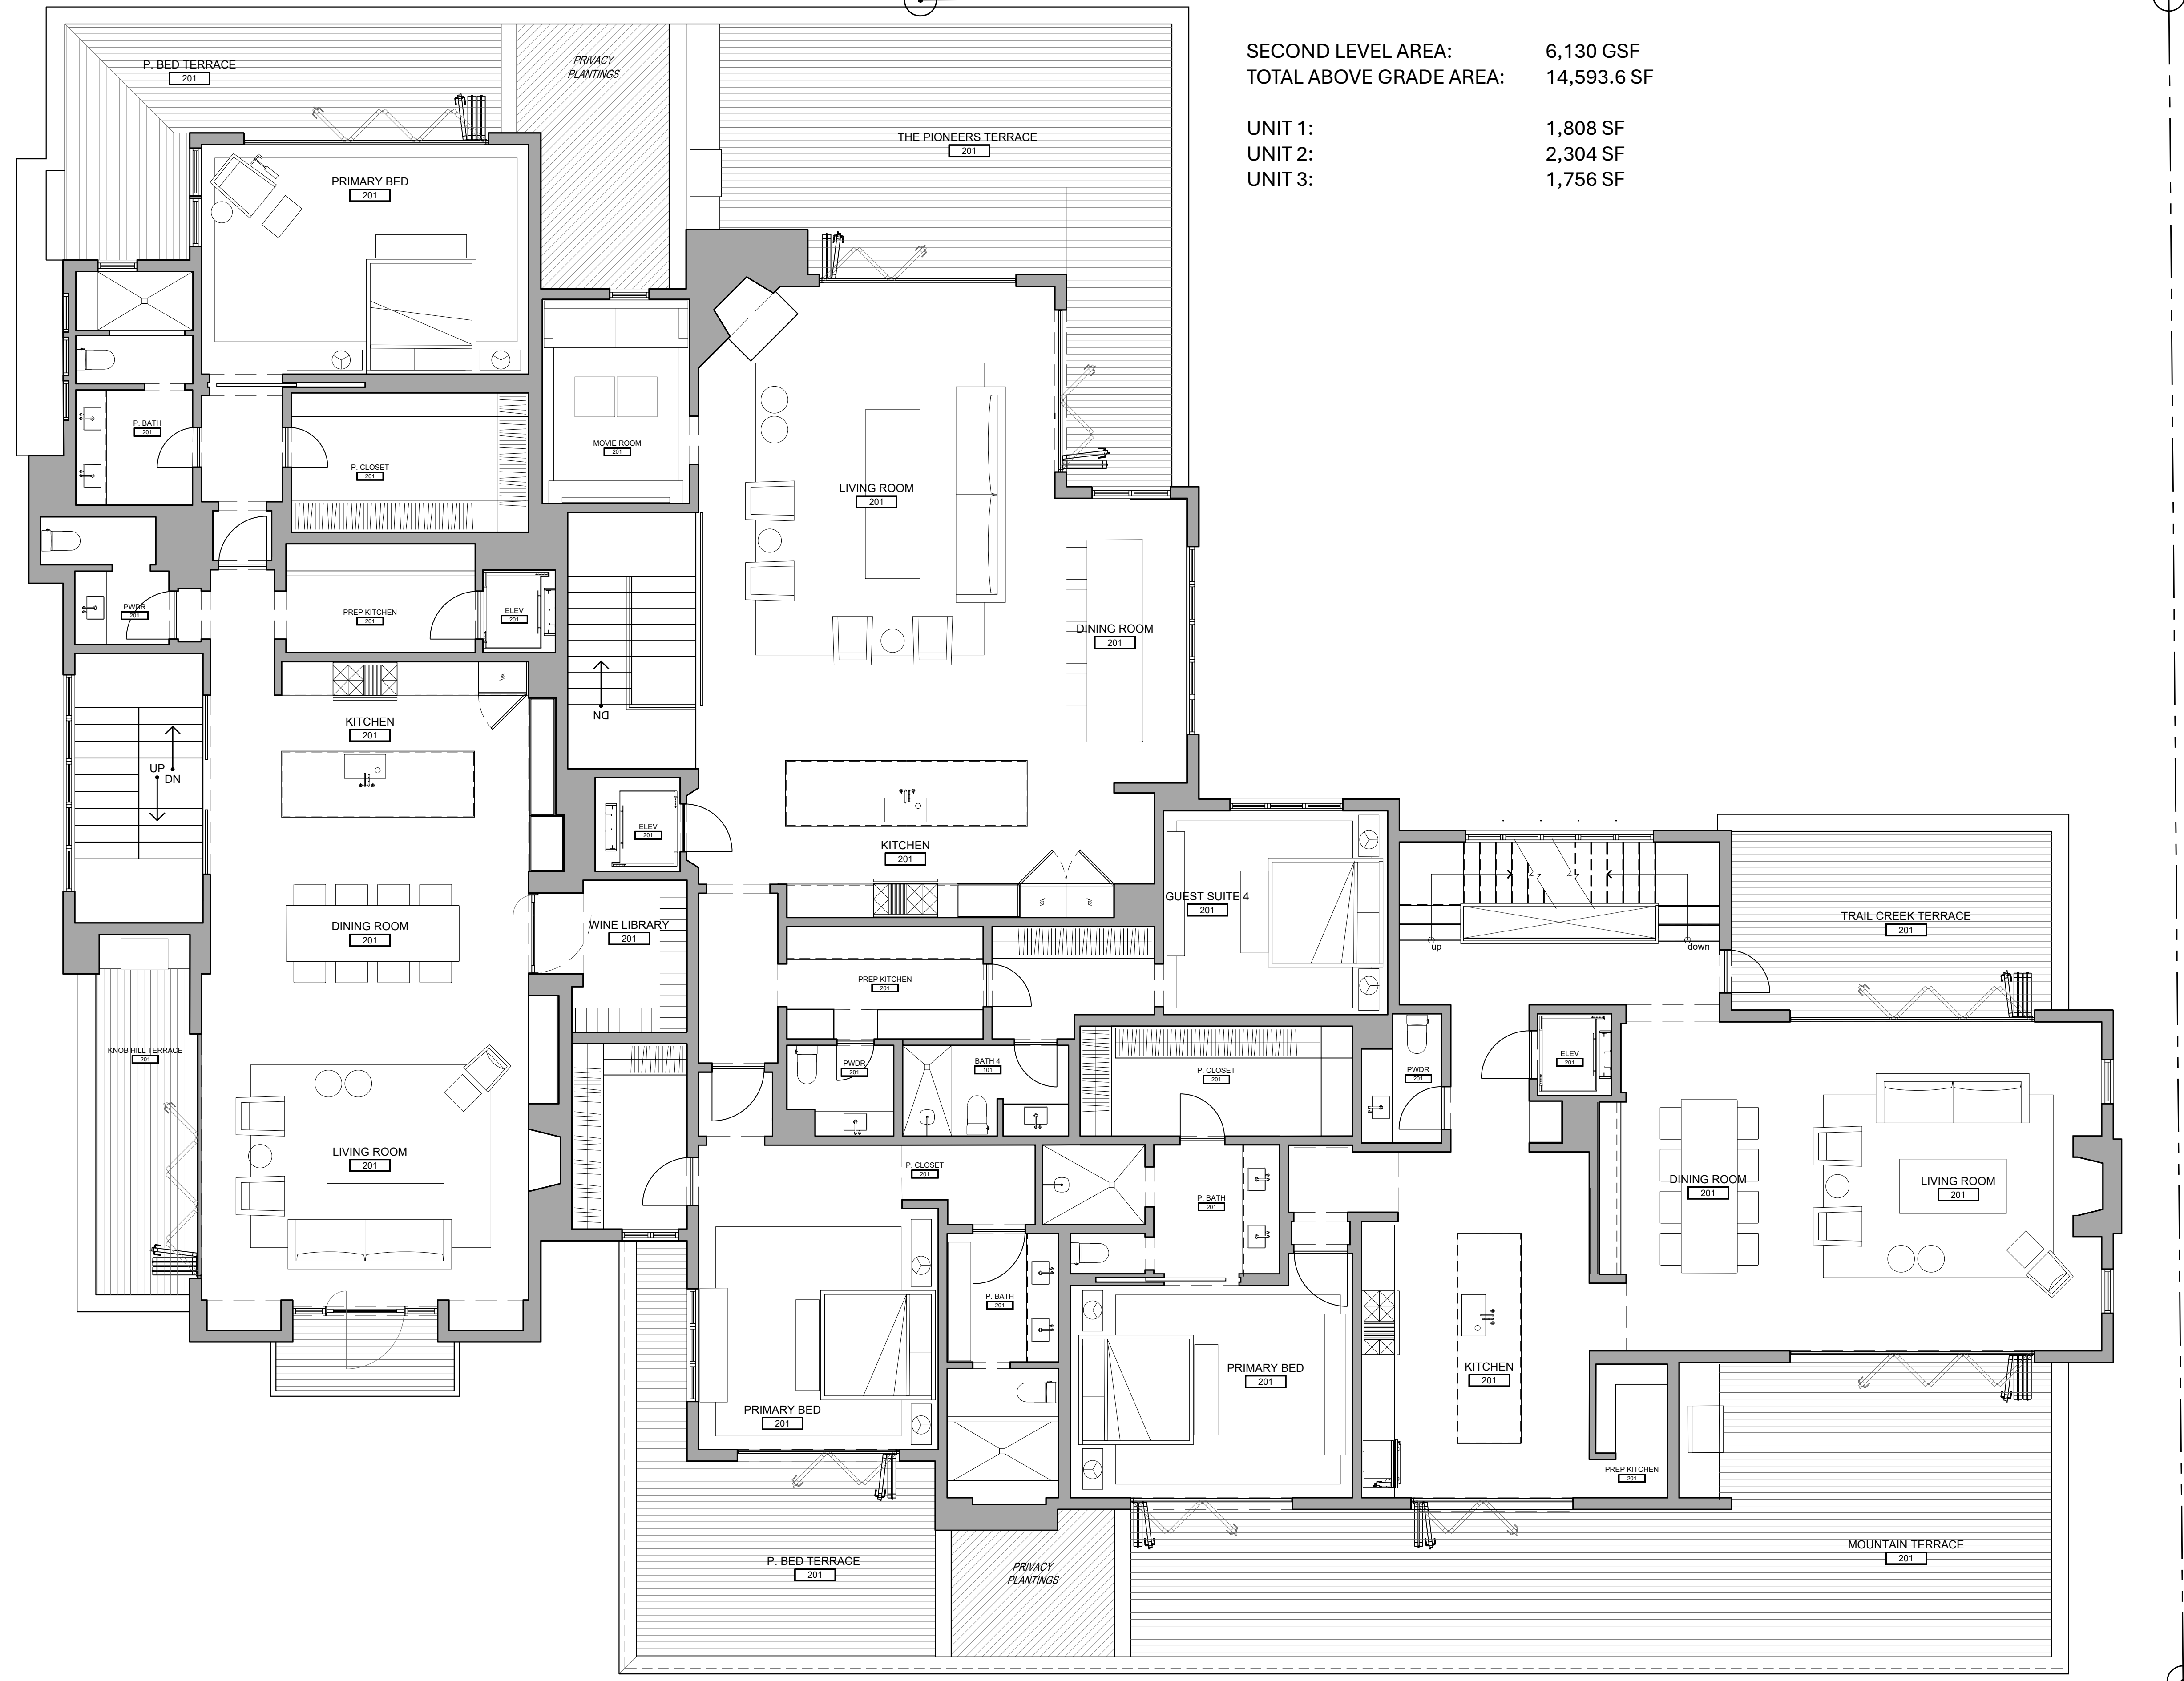 SECOND LEVEL AREA: 6,130 GSF
TOTAL ABOVE GRADE AREA: 14,593.6 SF
UNIT 1: 1,808 SF
UNIT 2: 2,304 SF
UNIT 3: 1,756 SF
P. BED TERRACE
201
PRIVACY
PLANTINGS
THE PIONEERS TERRACE
201
PRIMARY BED
201
P. BATH
201
P. CLOSET
201
MOVIE ROOM
201
LIVING ROOM
201
PWDR
201
PREP KITCHEN
201
ELEV
201
DINING ROOM
201
DN
KITCHEN
201
UP
DN
ELEV
201
KITCHEN
201
GUEST SUITE 4
201
DINING ROOM
201
WINE LIBRARY
201
TRAIL CREEK TERRACE
201
up
down
PREP KITCHEN
201
KNOB HILL TERRACE
201
PWDR
201
BATH 4
101
P. CLOSET
201
PWDR
201
ELEV
201
LIVING ROOM
201
P. CLOSET
201
P. BATH
201
DINING ROOM
201
LIVING ROOM
201
P. BATH
201
PRIMARY BED
201
KITCHEN
201
PRIMARY BED
201
PREP KITCHEN
201
P. BED TERRACE
201
PRIVACY
PLANTINGS
MOUNTAIN TERRACE
201